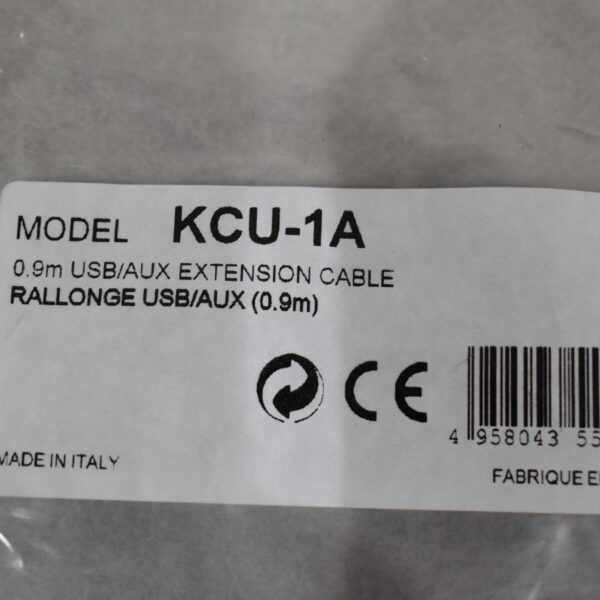 MODEL KCU-1A
0.9m USB/AUX EXTENSION CABLE
RALLONGE USB/AUX (0.9m)
CE
4 958043 55
MADE IN ITALY
FABRIQUE